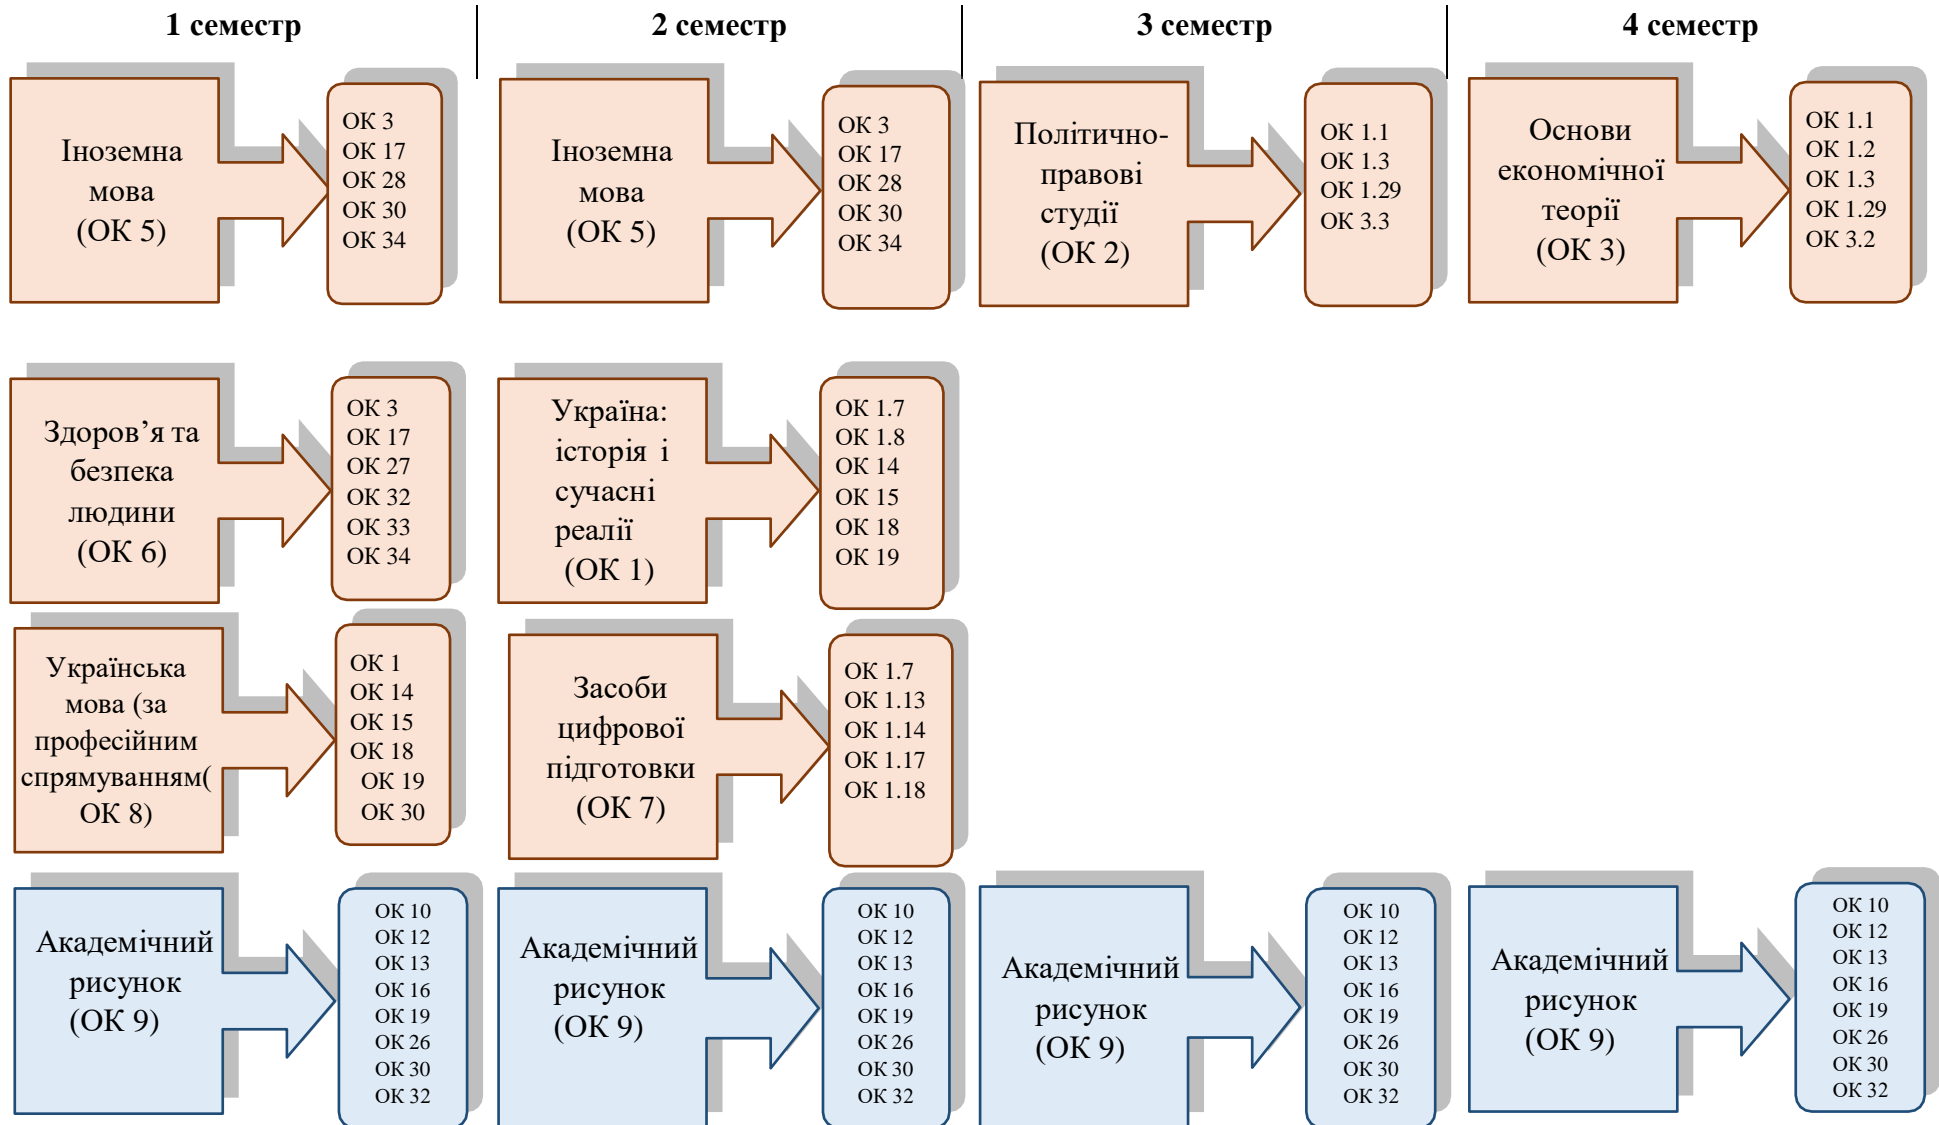 1 семестр
2 семестр
3 семестр
4 семестр
Іноземна
мова
(ОК 5)
ОК 3
ОК 17
ОК 28
ОК 30
ОК 34
Іноземна
мова
(ОК 5)
ОК 3
ОК 17
ОК 28
ОК 30
ОК 34
Політично-
правові
студії
(ОК 2)
ОК 1.1
ОК 1.3
ОК 1.29
ОК 3.3
Основи
економічної
теорії
(ОК 3)
ОК 1.1
ОК 1.2
ОК 1.3
ОК 1.29
ОК 3.2
Здоров’я та
безпека
людини
(ОК 6)
ОК 3
ОК 17
ОК 27
ОК 32
ОК 33
ОК 34
Україна:
історія і
сучасні
реалії
(ОК 1)
ОК 1.7
ОК 1.8
ОК 14
ОК 15
ОК 18
ОК 19
Українська
мова (за
професійним
спрямуванням(
ОК 8)
ОК 1
ОК 14
ОК 15
ОК 18
ОК 19
ОК 30
Засоби
цифрової
підготовки
(ОК 7)
ОК 1.7
ОК 1.13
ОК 1.14
ОК 1.17
ОК 1.18
Академічний
рисунок
(ОК 9)
ОК 10
ОК 12
ОК 13
ОК 16
ОК 19
ОК 26
ОК 30
ОК 32
Академічний
рисунок
(ОК 9)
ОК 10
ОК 12
ОК 13
ОК 16
ОК 19
ОК 26
ОК 30
ОК 32
Академічний
рисунок
(ОК 9)
ОК 10
ОК 12
ОК 13
ОК 16
ОК 19
ОК 26
ОК 30
ОК 32
Академічний
рисунок
(ОК 9)
ОК 10
ОК 12
ОК 13
ОК 16
ОК 19
ОК 26
ОК 30
ОК 32